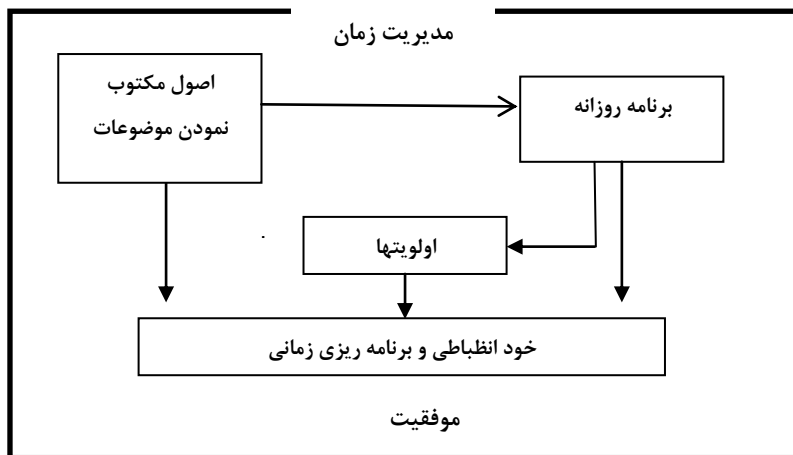 مدیریت زمان
اصول مکتوب
نمودن موضوعات
برنامه روزانه
اولویتها
خود انظباطی و برنامه ریزی زمانی
موفقیت